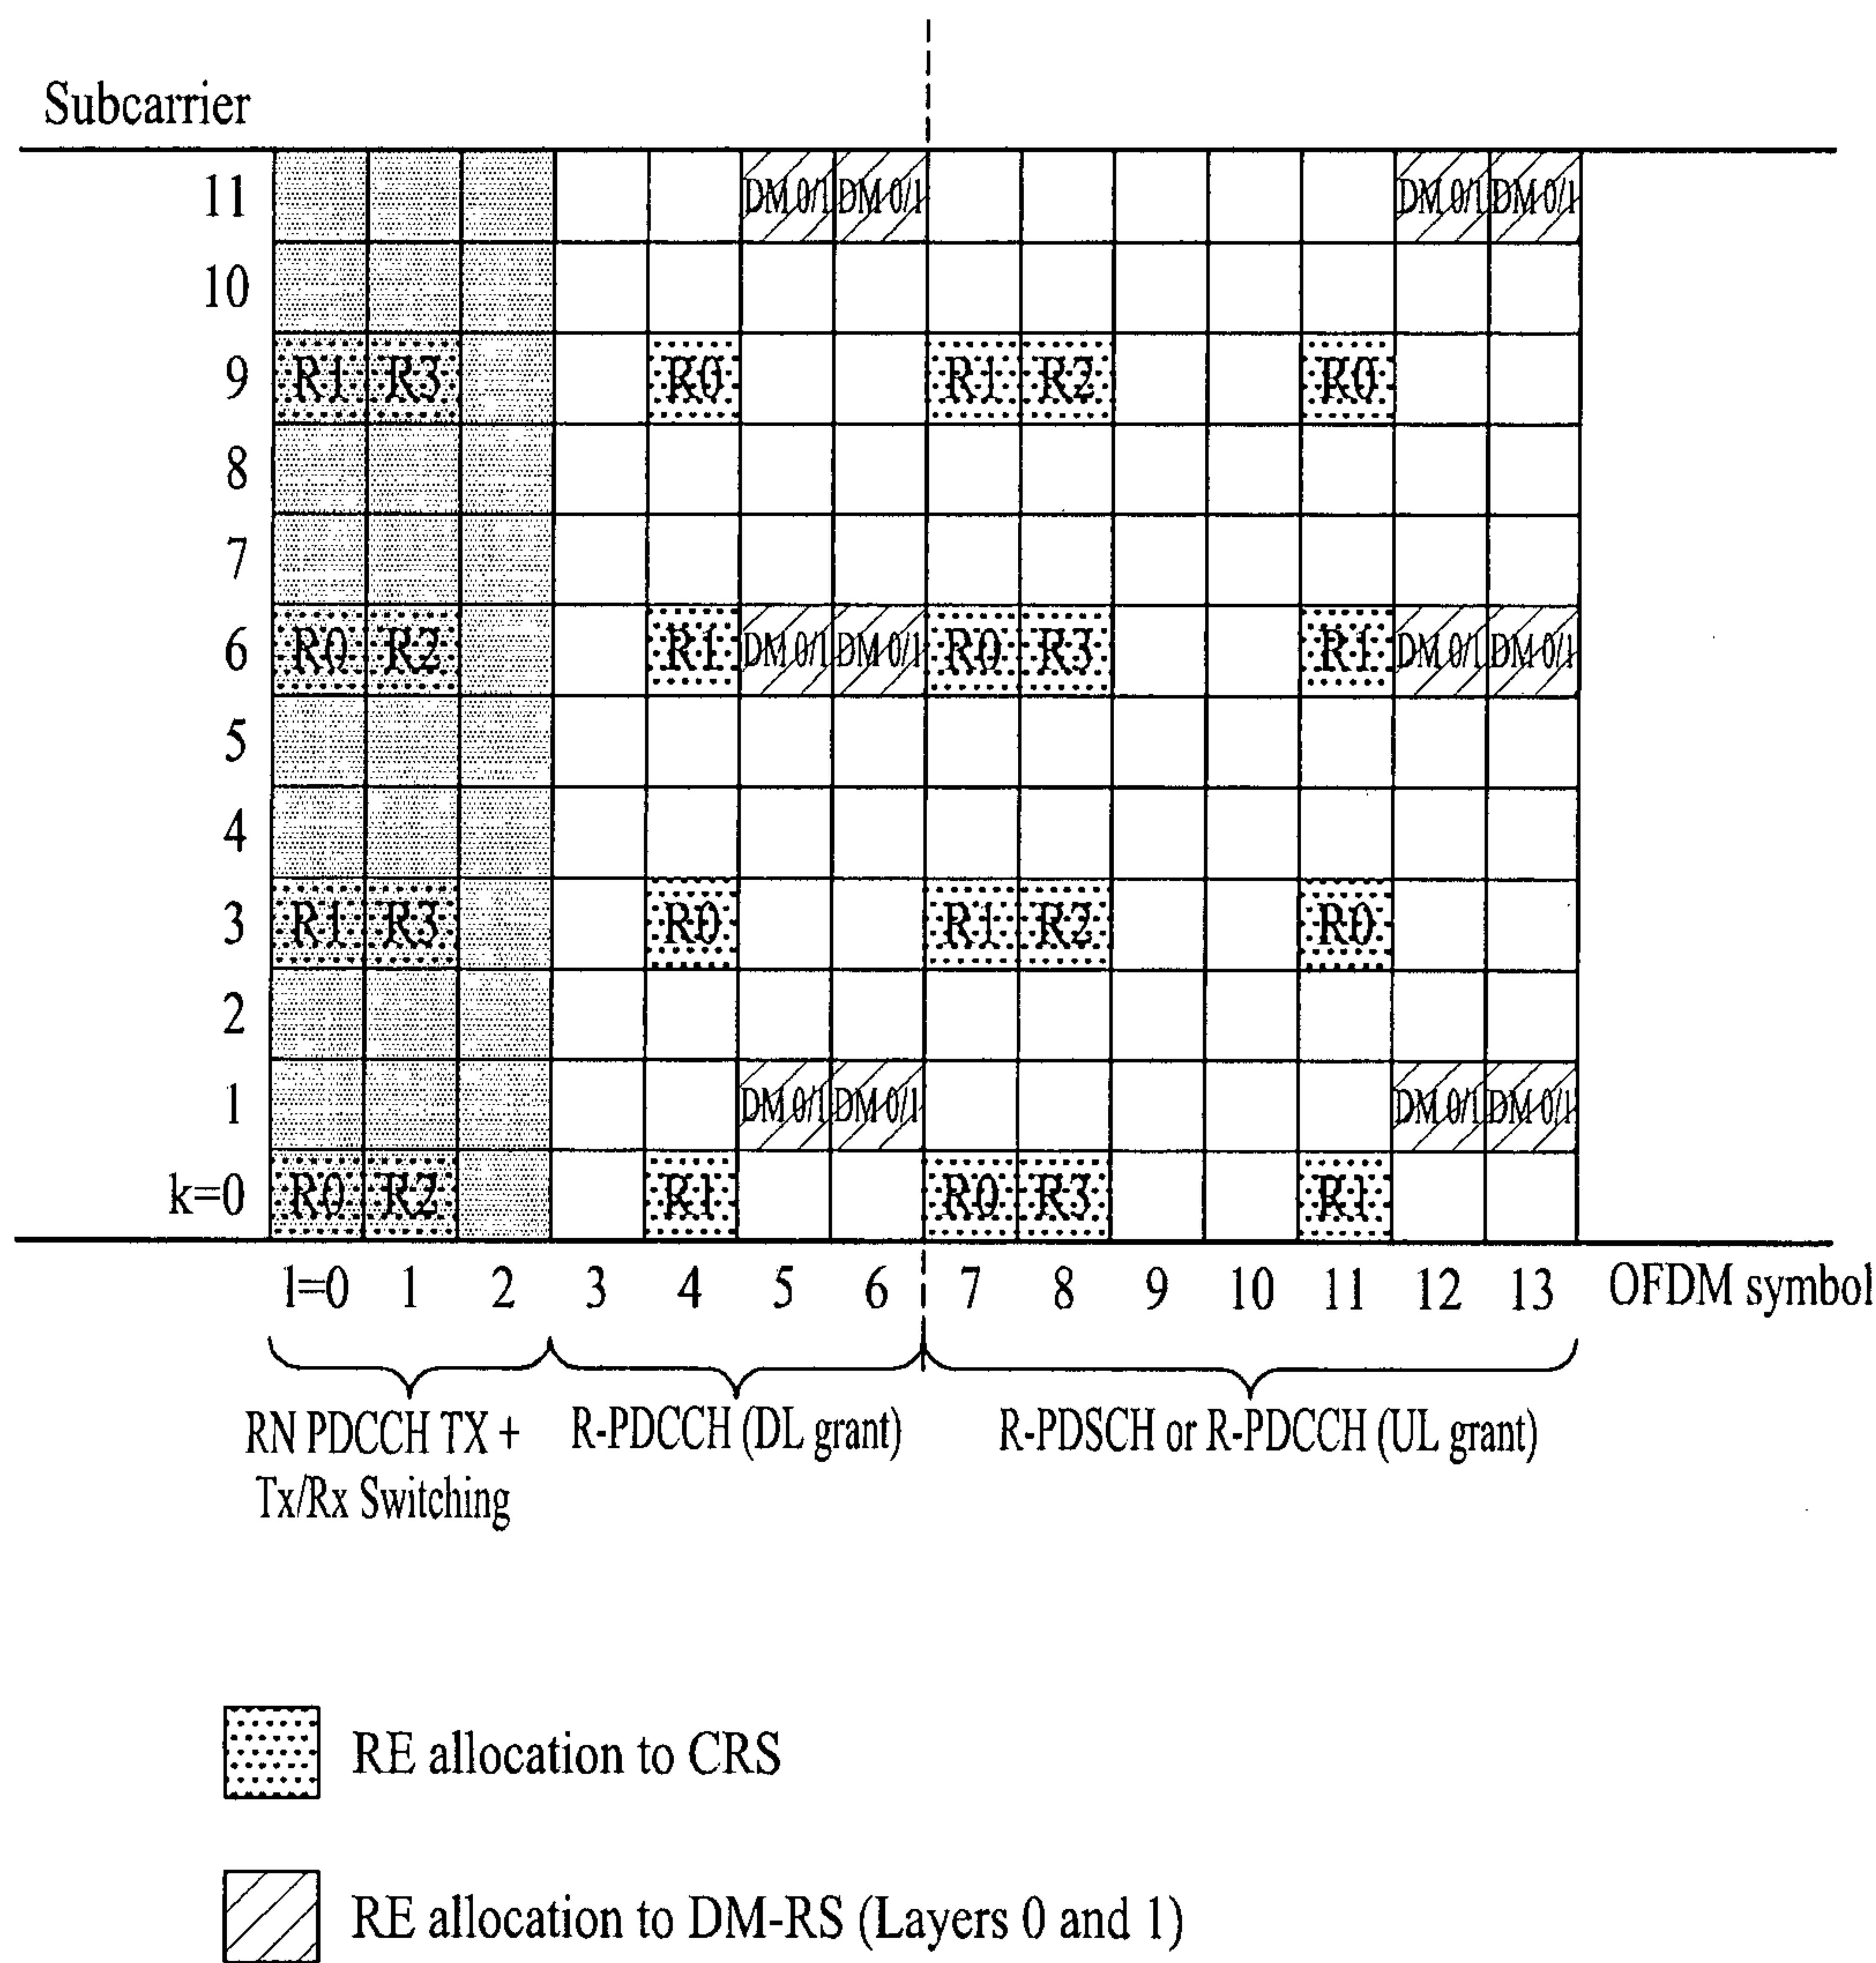 Subcarrier
11 DM 0/1 DM 0/1 DM 0/1 DM 0/1
10
9 R1 R3 R0 R1 R2 R0
8
7
6 R0 R2 R1 DM 0/1 DM 0/1 R0 R3 R1 DM 0/1 DM 0/1
5
4
3 R1 R3 R0 R1 R2 R0
2
1 DM 0/1 DM 0/1 DM 0/1 DM 0/1
k=0 R0 R2 R1 R0 R3 R1
l=0 1 2 3 4 5 6 7 8 9 10 11 12 13 OFDM symbol
RN PDCCH TX +
Tx/Rx Switching
R-PDCCH (DL grant)
R-PDSCH or R-PDCCH (UL grant)
RE allocation to CRS
RE allocation to DM-RS (Layers 0 and 1)